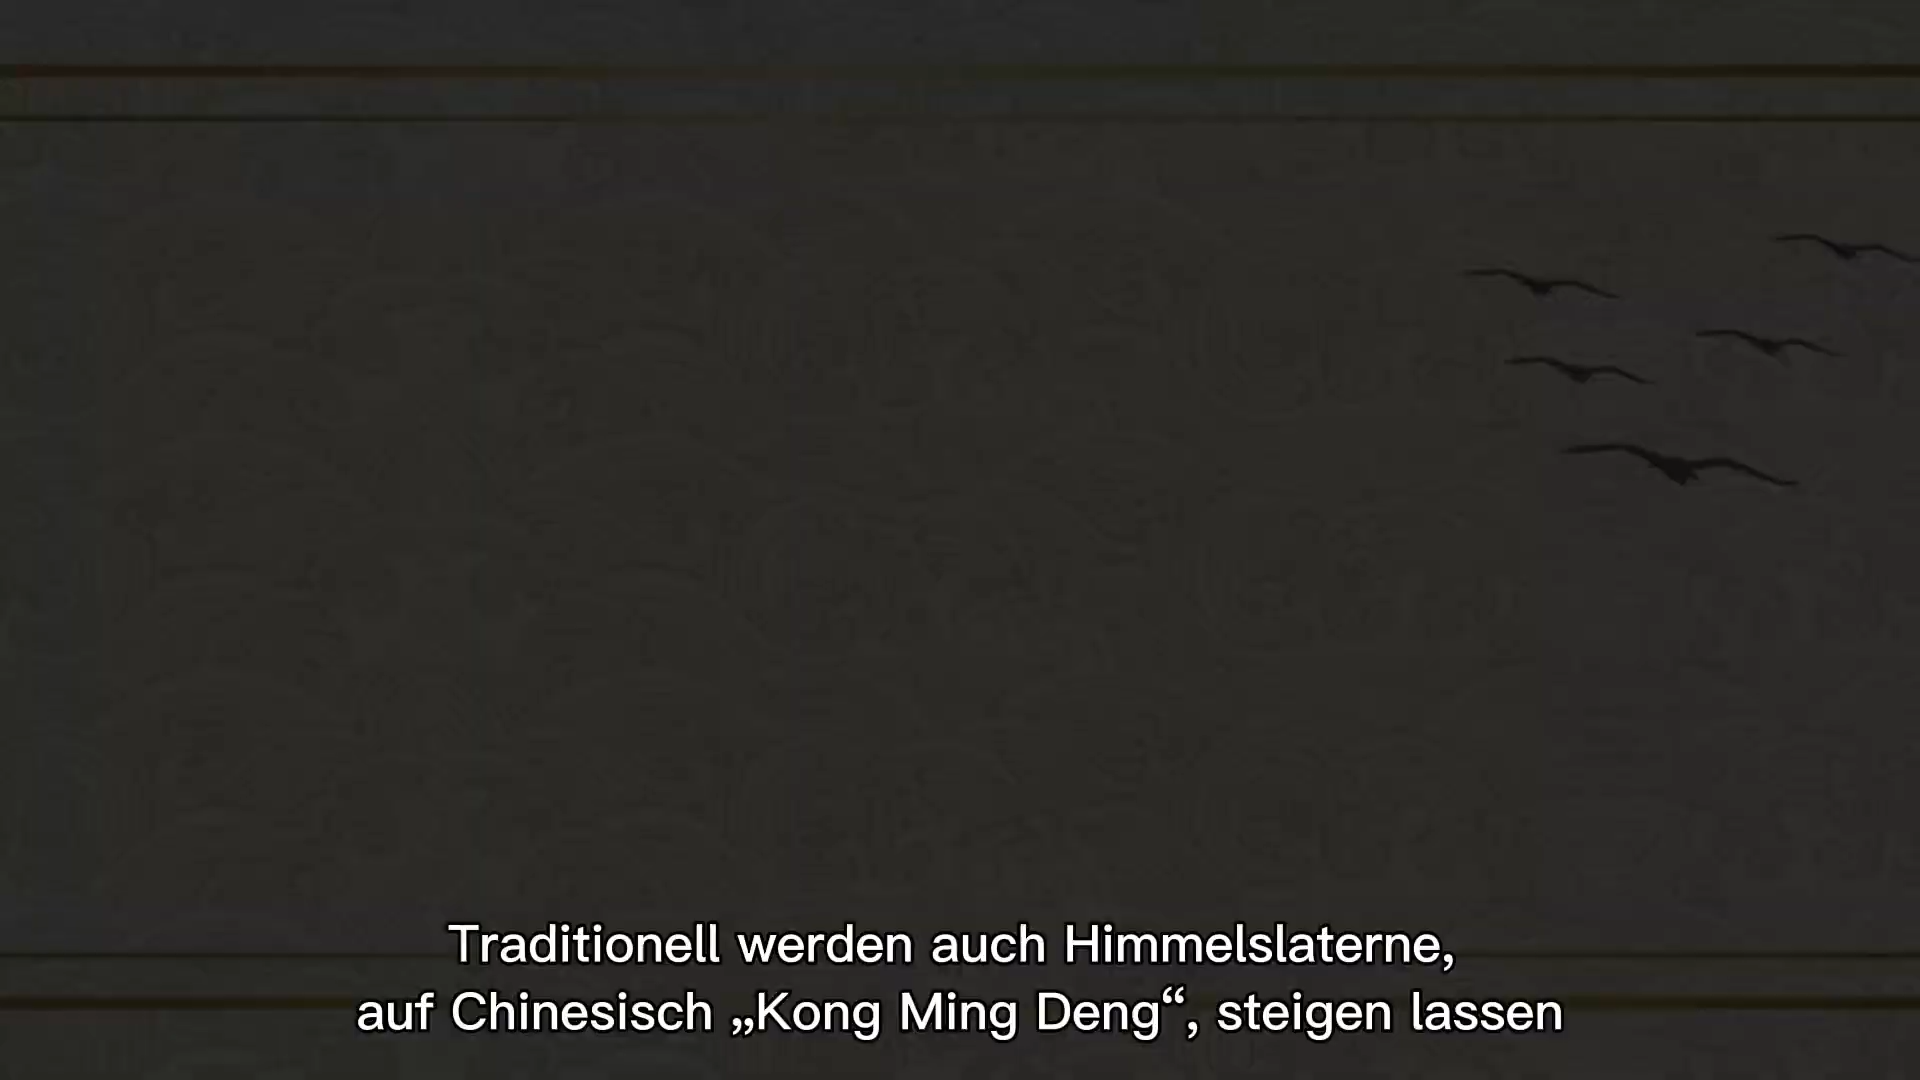 Traditionell werden auch Himmelslaterne,
auf Chinesisch „Kong Ming Deng“, steigen lassen